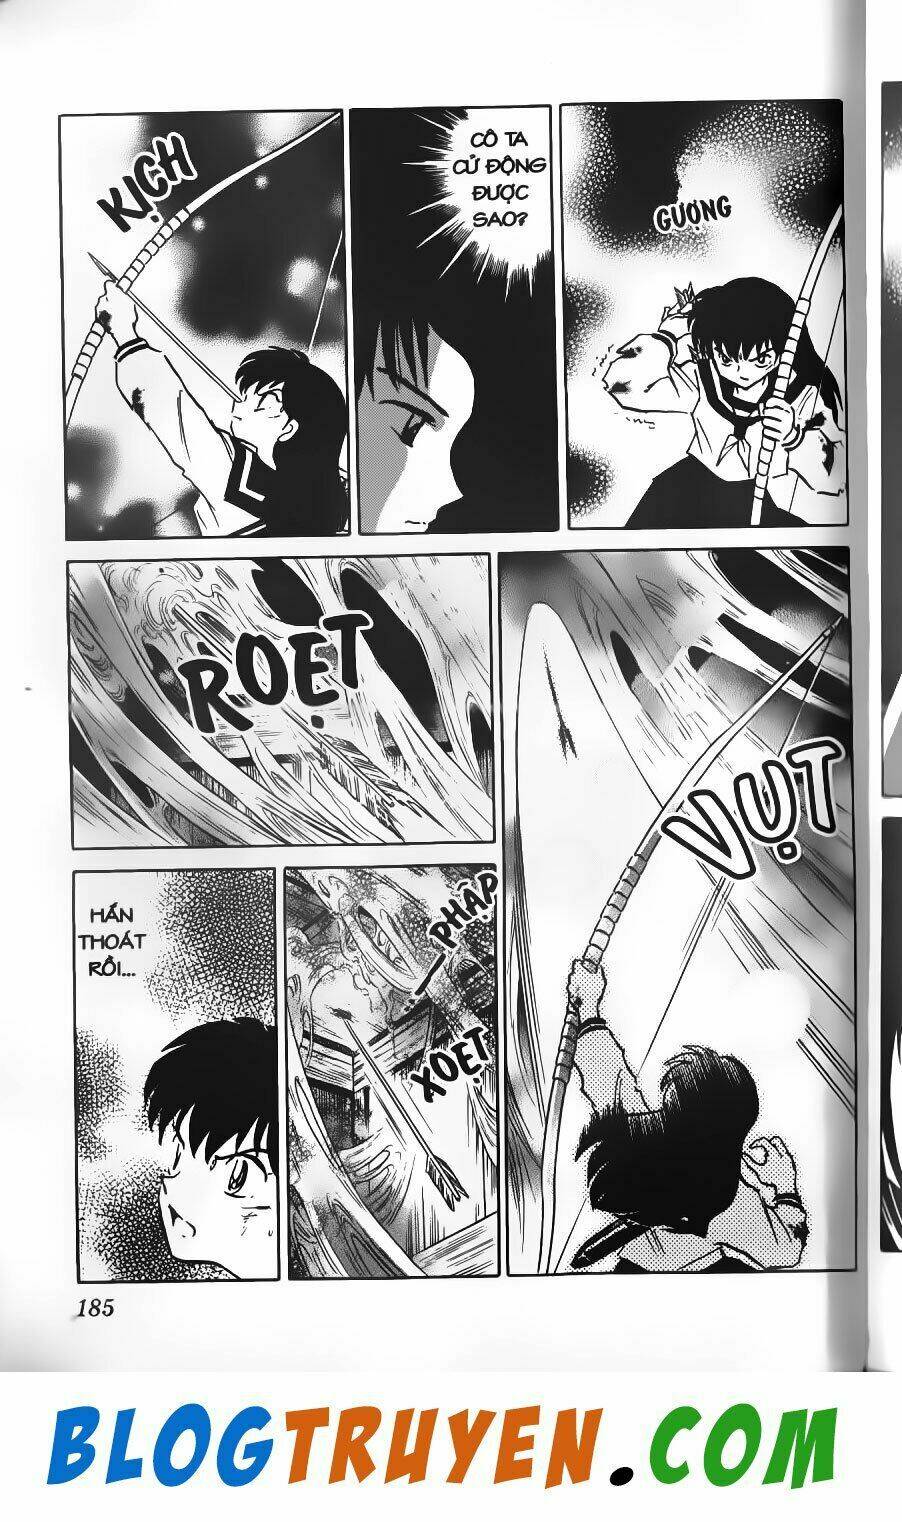 GƯỢNG
CÔ TA
CỬ ĐỘNG
ĐƯỢC
SAO?
KỊCH
VỤT
ROẸT
PHẬP
XOẸT
HẮN
THOÁT
RỒI...
185
BLOGTRUYEN.COM